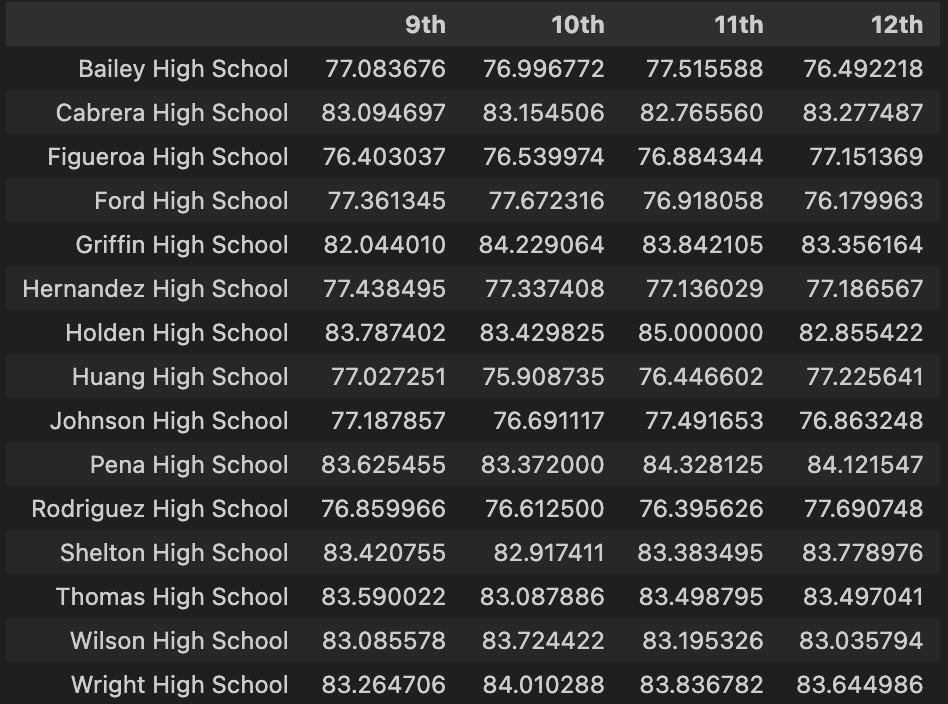 9th 10th 11th 12th
Bailey High School 77.083676 76.996772 77.515588 76.492218
Cabrera High School 83.094697 83.154506 82.765560 83.277487
Figueroa High School 76.403037 76.539974 76.884344 77.151369
Ford High School 77.361345 77.672316 76.918058 76.179963
Griffin High School 82.044010 84.229064 83.842105 83.356164
Hernandez High School 77.438495 77.337408 77.136029 77.186567
Holden High School 83.787402 83.429825 85.000000 82.855422
Huang High School 77.027251 75.908735 76.446602 77.225641
Johnson High School 77.187857 76.691117 77.491653 76.863248
Pena High School 83.625455 83.372000 84.328125 84.121547
Rodriguez High School 76.859966 76.612500 76.395626 77.690748
Shelton High School 83.420755 82.917411 83.383495 83.778976
Thomas High School 83.590022 83.087886 83.498795 83.497041
Wilson High School 83.085578 83.724422 83.195326 83.035794
Wright High School 83.264706 84.010288 83.836782 83.644986